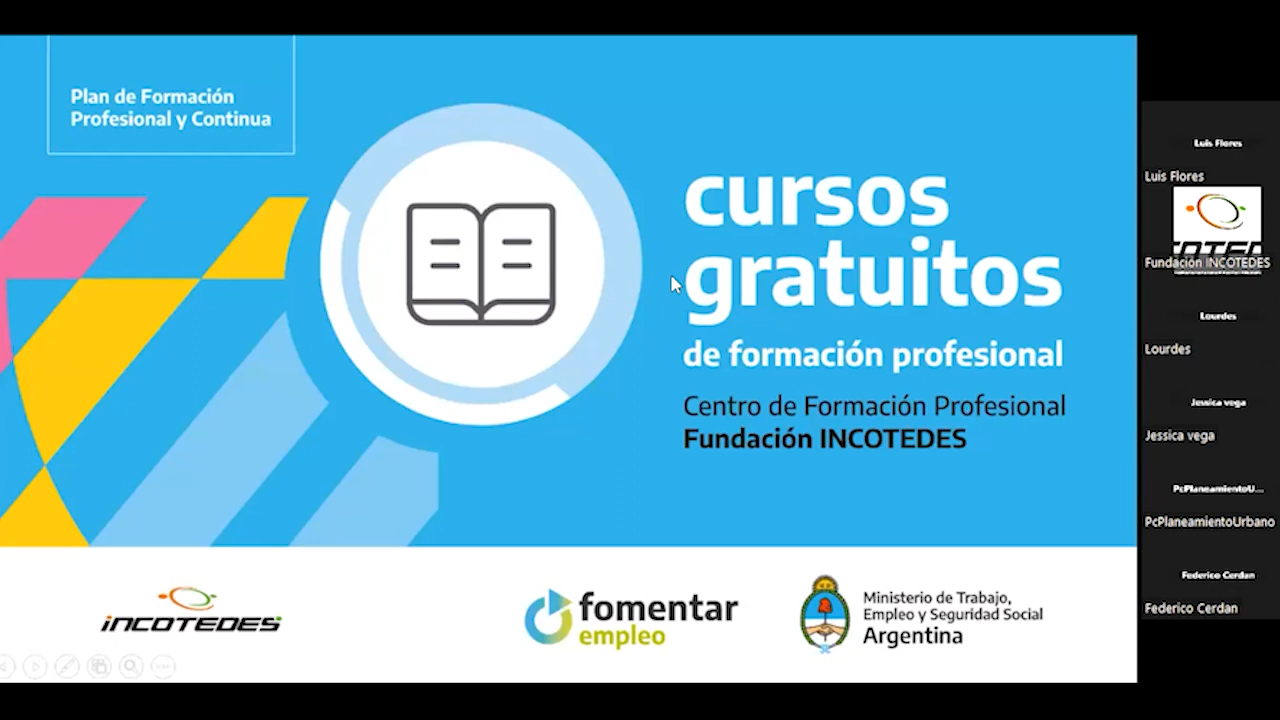 Plan de Formación
Profesional y Continua
cursos
gratuitos
de formación profesional
Centro de Formación Profesional
Fundación INCOTEDES
INCOTEDES
fomentar
empleo
Ministerio de Trabajo,
Empleo y Seguridad Social
Argentina
Luis Flores
Luis Flores
Fundación INCOTEDES
Lourdes
Lourdes
Jessica vega
Jessica vega
PcPlaneamientoU...
PcPlaneamientoUrbano
Federico Cerdan
Federico Cerdan